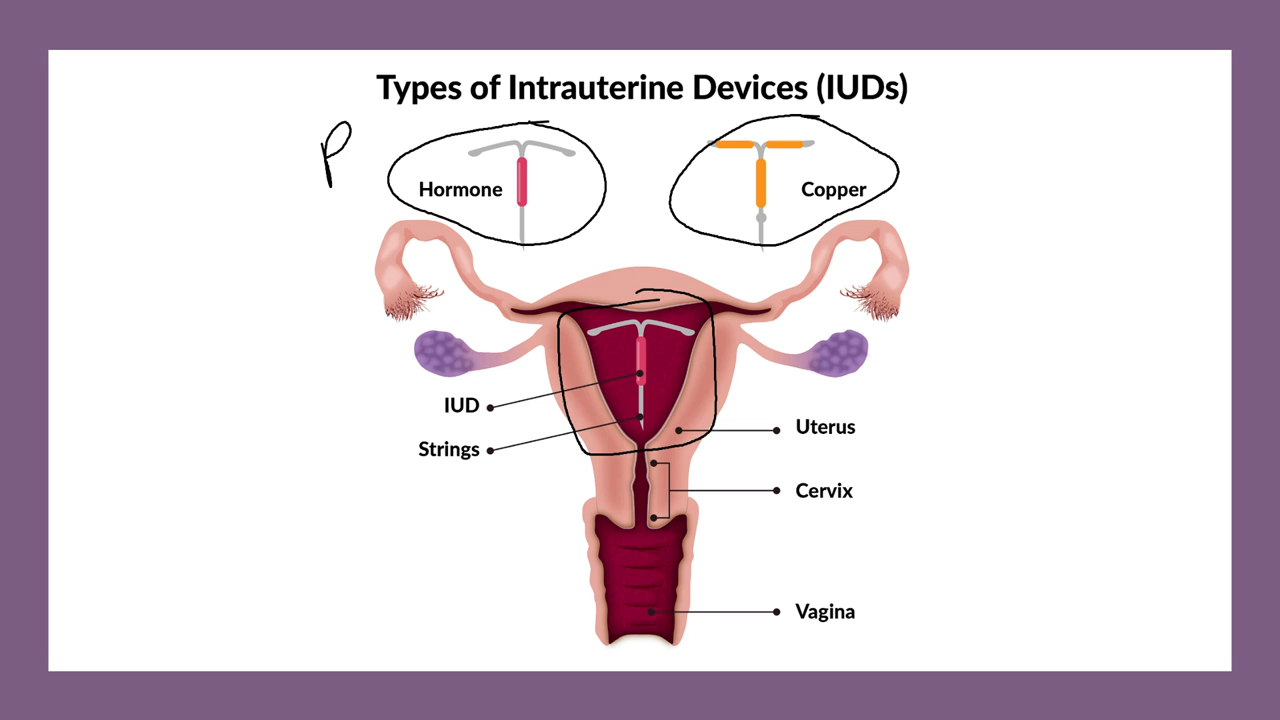 Types of Intrauterine Devices (IUDs)
P
Hormone
Copper
IUD
Strings
Uterus
Cervix
Vagina